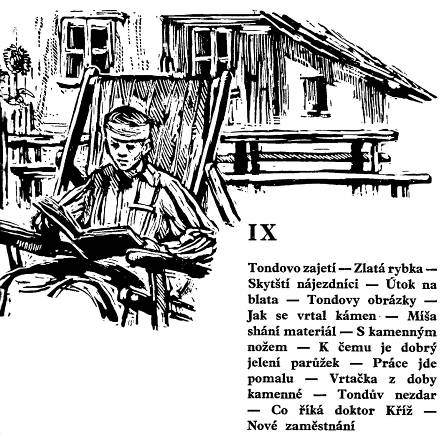 IX
Tondovo zajetí — Zlatá rybka —
Skytští nájezdníci — Útok na
blata — Tondovy obrázky —
Jak se vrtal kámen — Míša
shání materiál — S kamenným
nožem — K čemu je dobrý
jelení parůžek — Práce jde
pomalu — Vrtačka z doby
kamenné — Tondův nezdar
— Co říká doktor Kříž —
Nové zaměstnání